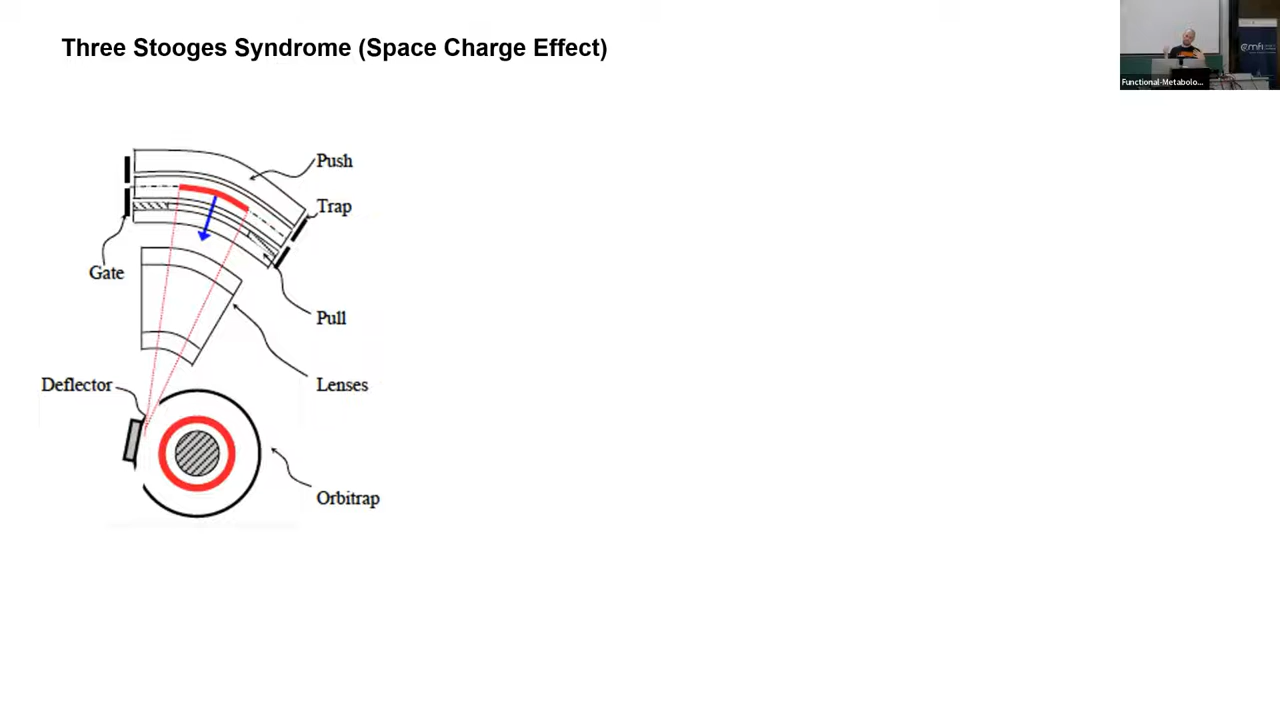 Three Stooges Syndrome (Space Charge Effect)
Functional-Metabolo...
Push
Trap
Gate
Pull
Deflector
Lenses
Orbitrap